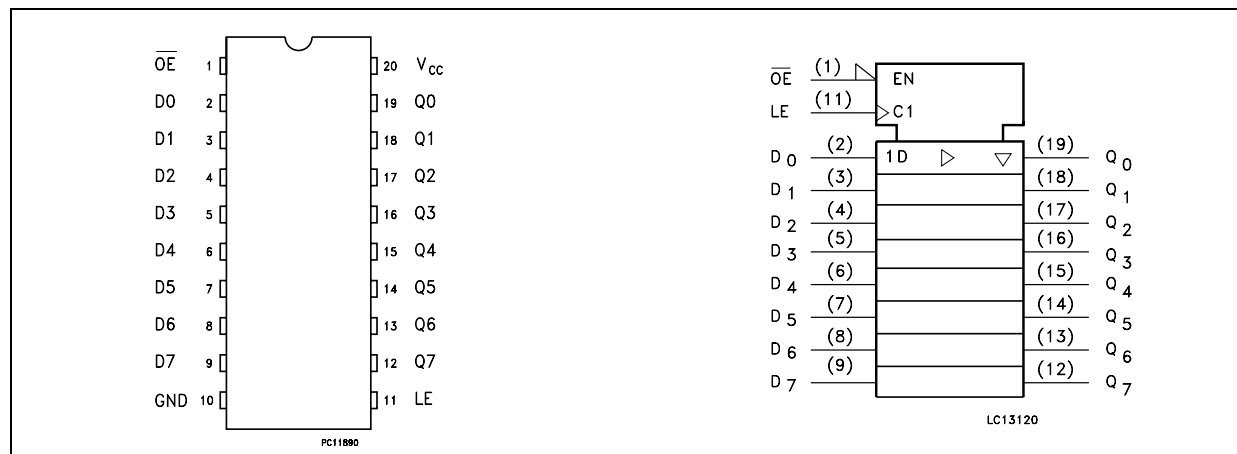 OE 1 20 VCC
D0 2 19 Q0
D1 3 18 Q1
D2 4 17 Q2
D3 5 16 Q3
D4 6 15 Q4
D5 7 14 Q5
D6 8 13 Q6
D7 9 12 Q7
GND 10 11 LE
PC11890
OE (1) EN
LE (11) C1
D0 (2) 1D (19) Q0
D1 (3) (18) Q1
D2 (4) (17) Q2
D3 (5) (16) Q3
D4 (6) (15) Q4
D5 (7) (14) Q5
D6 (8) (13) Q6
D7 (9) (12) Q7
LC13120